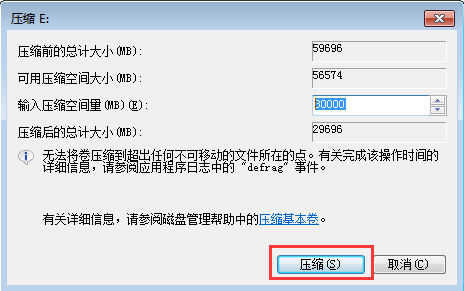 压缩 E:
压缩前的总计大小(MB): 59696
可用压缩空间大小(MB): 56574
输入压缩空间量(MB)(E): 30000
压缩后的总计大小(MB): 29696
无法将卷压缩到超出任何不可移动的文件所在的点。有关完成该操作时间的
详细信息，请参阅应用程序日志中的 "defrag" 事件。
有关详细信息，请参阅磁盘管理帮助中的压缩基本卷。
压缩(S) 取消(C)